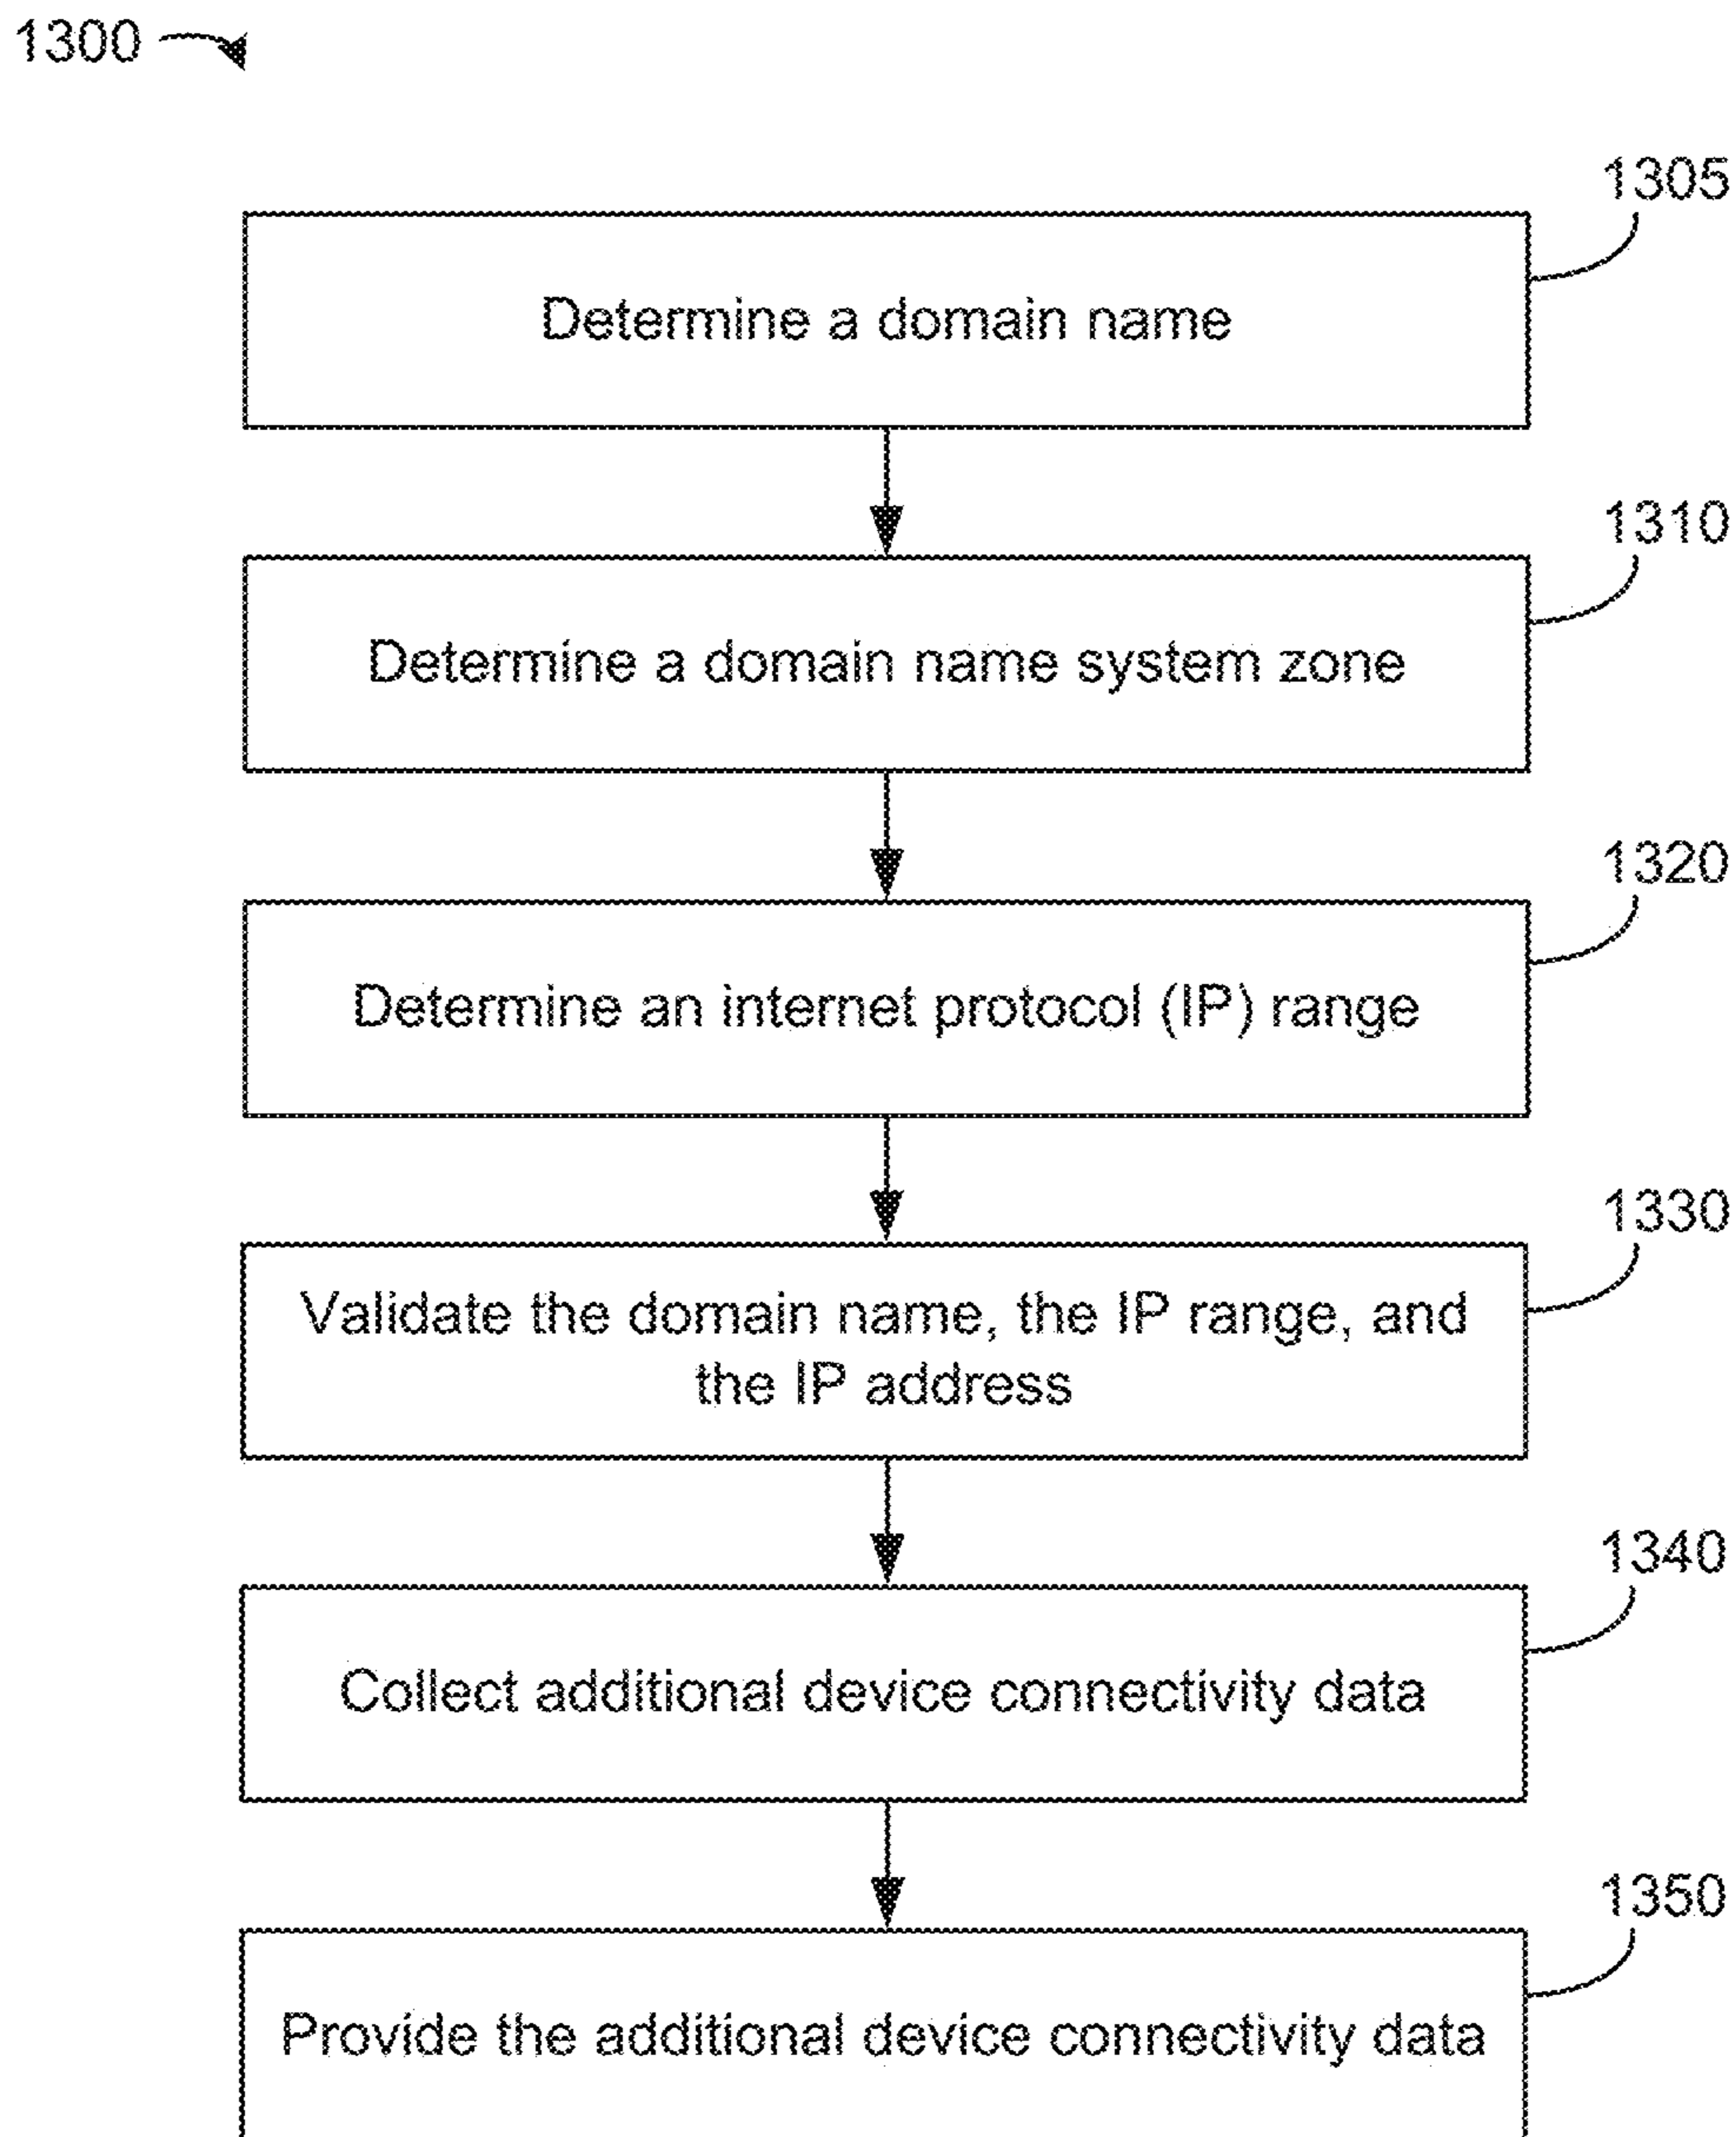 1300
1305
Determine a domain name
1310
Determine a domain name system zone
1320
Determine an internet protocol (IP) range
1330
Validate the domain name, the IP range, and
the IP address
1340
Collect additional device connectivity data
1350
Provide the additional device connectivity data